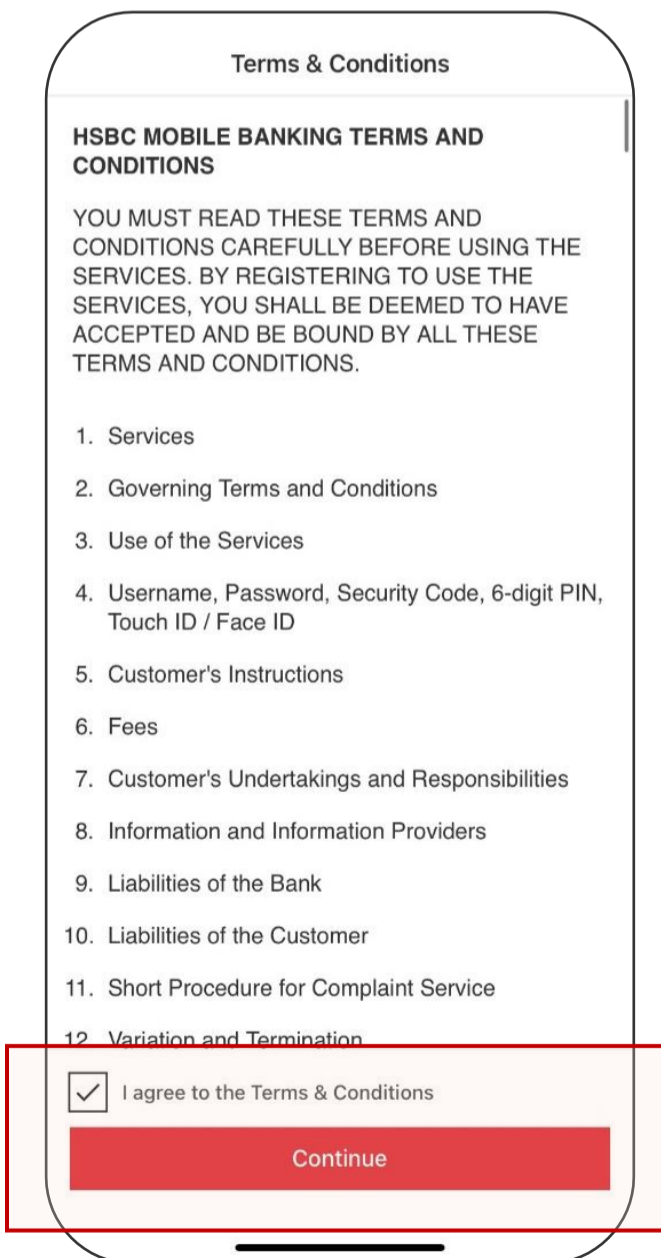 Terms & Conditions
HSBC MOBILE BANKING TERMS AND
CONDITIONS
YOU MUST READ THESE TERMS AND
CONDITIONS CAREFULLY BEFORE USING THE
SERVICES. BY REGISTERING TO USE THE
SERVICES, YOU SHALL BE DEEMED TO HAVE
ACCEPTED AND BE BOUND BY ALL THESE
TERMS AND CONDITIONS.
1. Services
2. Governing Terms and Conditions
3. Use of the Services
4. Username, Password, Security Code, 6-digit PIN,
Touch ID / Face ID
5. Customer's Instructions
6. Fees
7. Customer's Undertakings and Responsibilities
8. Information and Information Providers
9. Liabilities of the Bank
10. Liabilities of the Customer
11. Short Procedure for Complaint Service
12. Variation and Termination
I agree to the Terms & Conditions
Continue